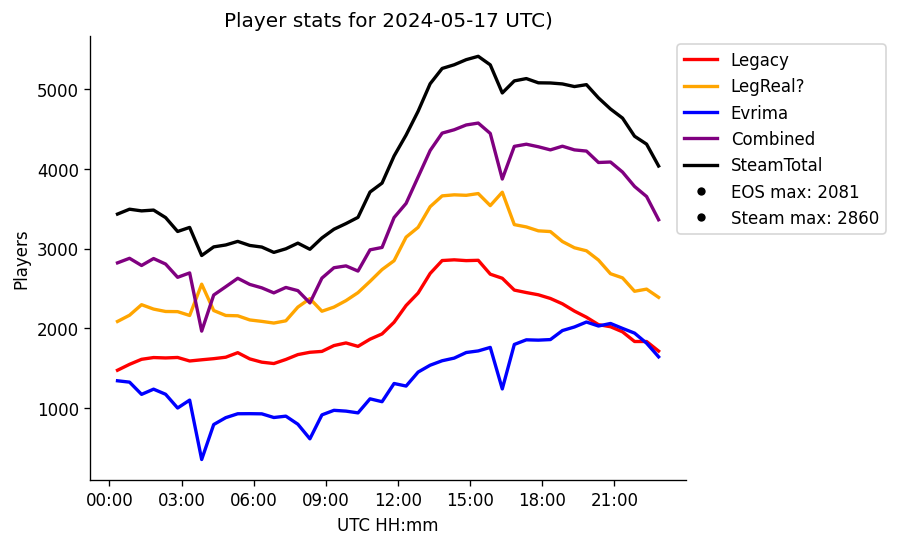 Player stats for 2024-05-17 UTC)
Players
5000
4000
3000
2000
1000
00:00 03:00 06:00 09:00 12:00 15:00 18:00 21:00
UTC HH:mm
Legacy
LegReal?
Evrima
Combined
SteamTotal
EOS max: 2081
Steam max: 2860